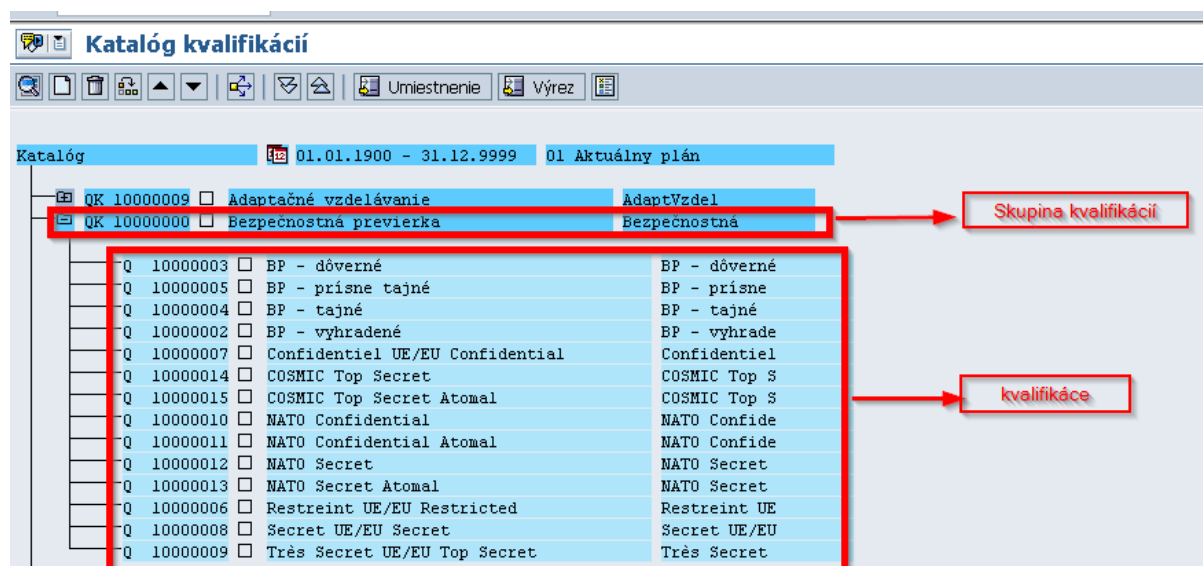 Katalóg kvalifikácií
Umiestnenie Výrez
Katalóg 01.01.1900 - 31.12.9999 01 Aktuálny plán
QK 10000009 Adaptačné vzdelávanie AdaptVzdel
QK 10000000 Bezpečnostná previerka Bezpečnostná
Skupina kvalifikácií
Q 10000003 BP - dôverné BP - dôverné
Q 10000005 BP - prísne tajné BP - prísne
Q 10000004 BP - tajné BP - tajné
Q 10000002 BP - vyhradené BP - vyhrade
Q 10000007 Confidentiel UE/EU Confidential Confidentiel
Q 10000014 COSMIC Top Secret COSMIC Top S
Q 10000015 COSMIC Top Secret Atomal COSMIC Top S
kvalifikáce
Q 10000010 NATO Confidential NATO Confide
Q 10000011 NATO Confidential Atomal NATO Confide
Q 10000012 NATO Secret NATO Secret
Q 10000013 NATO Secret Atomal NATO Secret
Q 10000006 Restreint UE/EU Restricted Restreint UE
Q 10000008 Secret UE/EU Secret Secret UE/EU
Q 10000009 Très Secret UE/EU Top Secret Très Secret